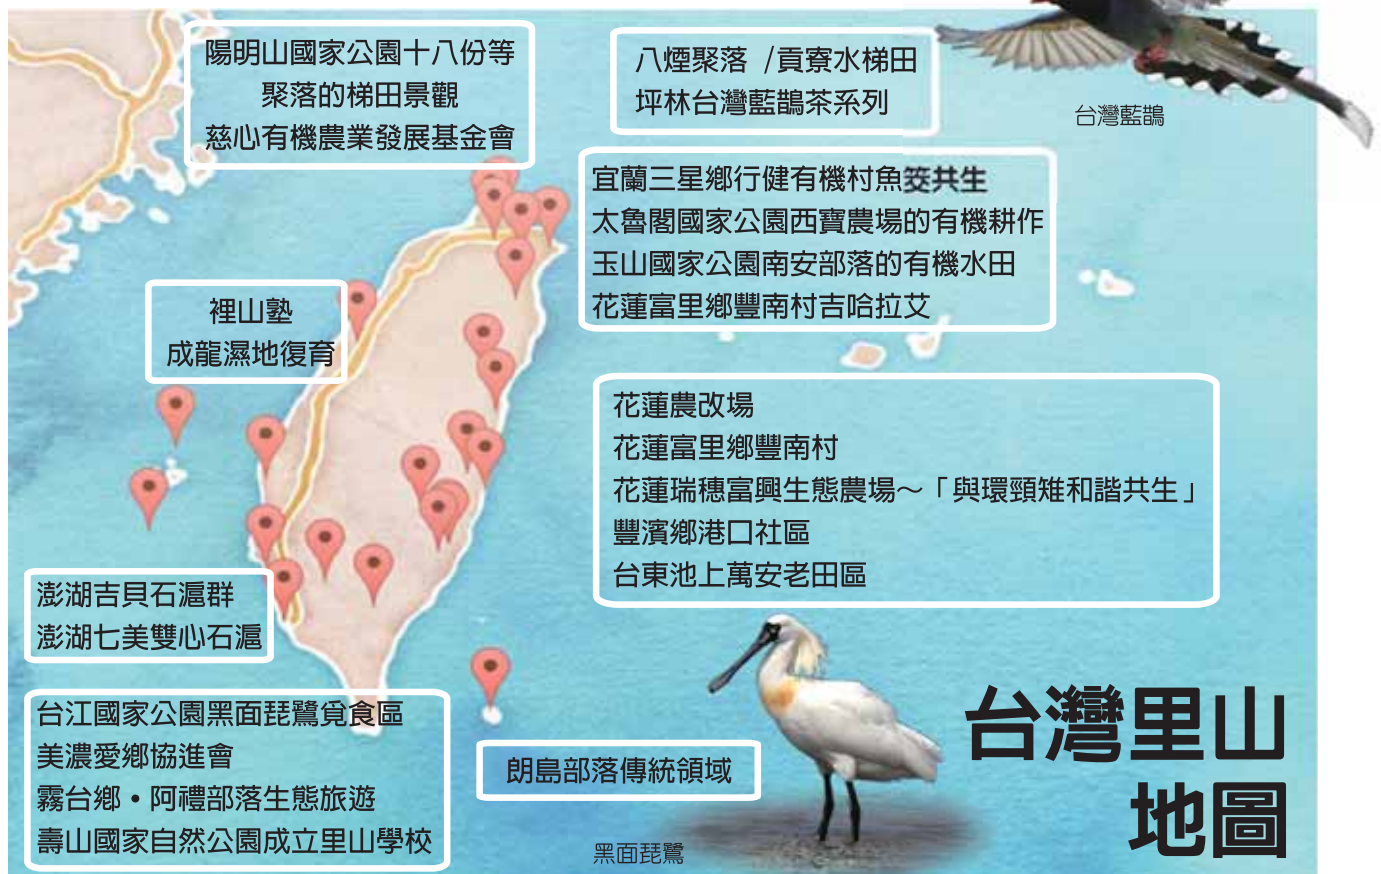 陽明山國家公園十八份等
聚落的梯田景觀
慈心有機農業發展基金會
八煙聚落 /貢寮水梯田
坪林台灣藍鵲茶系列
台灣藍鵲
宜蘭三星鄉行健有機村魚茭共生
太魯閣國家公園西寶農場的有機耕作
玉山國家公園南安部落的有機水田
花蓮富里鄉豐南村吉哈拉艾
裡山塾
成龍濕地復育
花蓮農改場
花蓮富里鄉豐南村
花蓮瑞穗富興生態農場～「與環頸雉和諧共生」
豐濱鄉港口社區
台東池上萬安老田區
澎湖吉貝石滬群
澎湖七美雙心石滬
台江國家公園黑面琵鷺覓食區
美濃愛鄉協進會
霧台鄉・阿禮部落生態旅遊
壽山國家自然公園成立里山學校
朗島部落傳統領域
黑面琵鷺
台灣里山
地圖